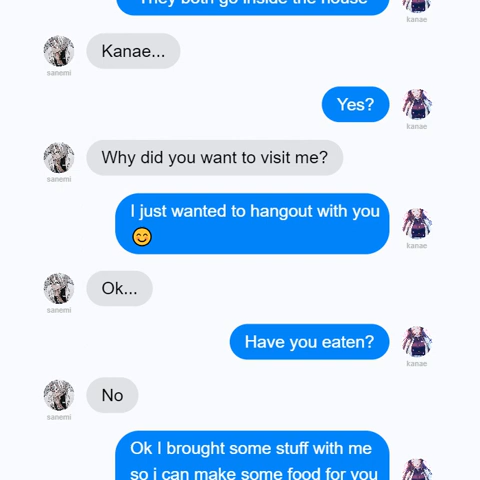 They both go inside the house
Kanae...
sanemi
kanae
Yes?
kanae
Why did you want to visit me?
sanemi
I just wanted to hangout with you
😊
kanae
Ok...
sanemi
Have you eaten?
kanae
No
sanemi
Ok I brought some stuff with me
so i can make some food for you